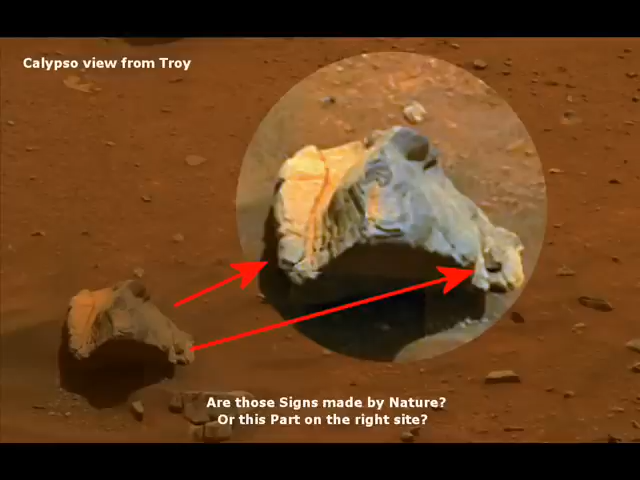 Calypso view from Troy
Are those Signs made by Nature?
Or this Part on the right site?